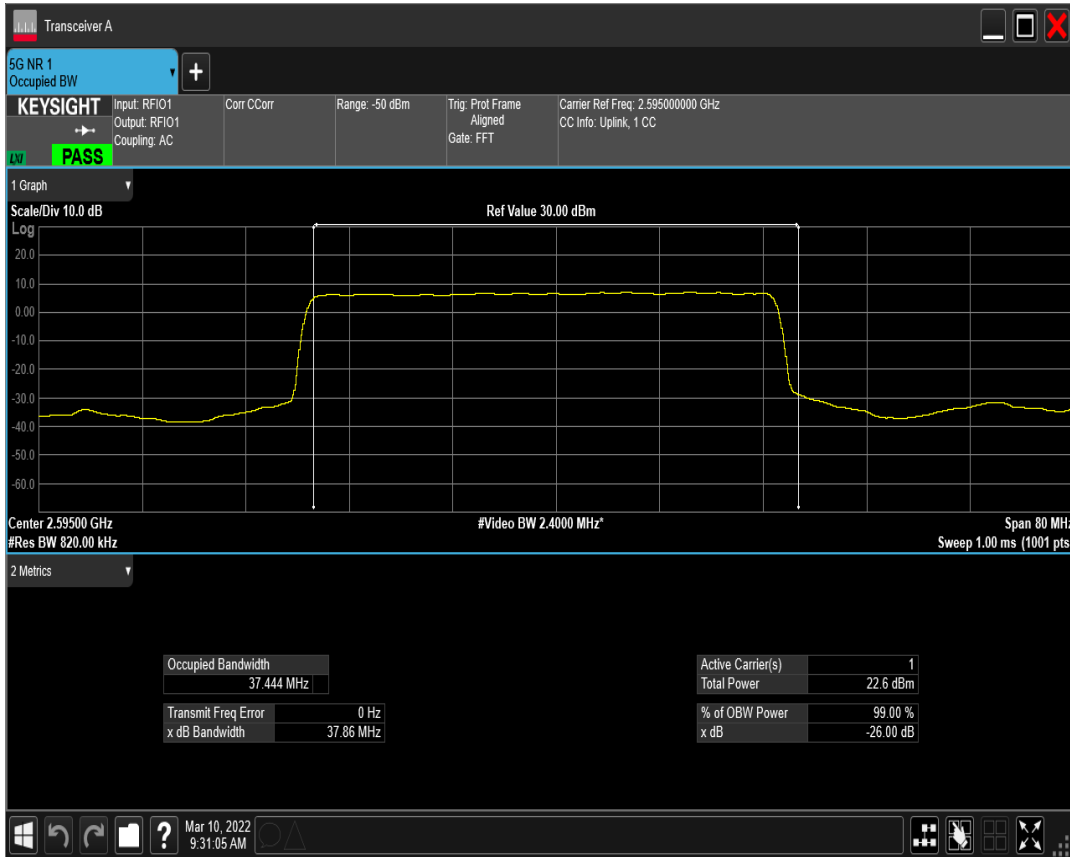 Transceiver A
5G NR 1
Occupied BW
+
KEYSIGHT
LXI
PASS
Input: RFIO1
Output: RFIO1
Coupling: AC
Corr CCorr
Range: -50 dBm
Trig: Prot Frame
Aligned
Gate: FFT
Carrier Ref Freq: 2.595000000 GHz
CC Info: Uplink, 1 CC
1 Graph
Scale/Div 10.0 dB
Ref Value 30.00 dBm
Log
20.0
10.0
0.00
-10.0
-20.0
-30.0
-40.0
-50.0
-60.0
Center 2.59500 GHz
#Video BW 2.4000 MHz*
Span 80 MHz
#Res BW 820.00 kHz
Sweep 1.00 ms (1001 pts
2 Metrics
Occupied Bandwidth
37.444 MHz
Transmit Freq Error 0 Hz
x dB Bandwidth 37.86 MHz
Active Carrier(s) 1
Total Power 22.6 dBm
% of OBW Power 99.00 %
x dB -26.00 dB
?
Mar 10, 2022
9:31:05 AM